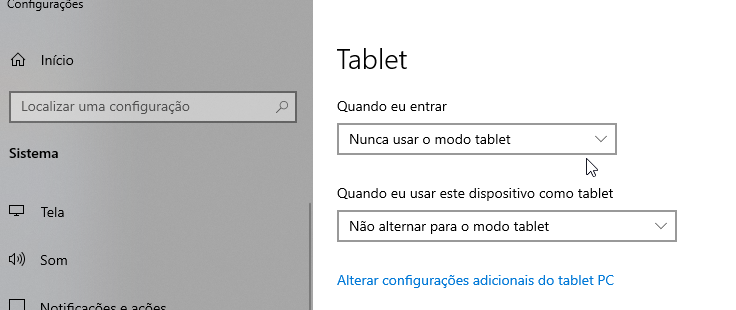 Configurações
Início
Localizar uma configuração
Sistema
Tela
Som
Notificações e ações
Tablet
Quando eu entrar
Nunca usar o modo tablet
Quando eu usar este dispositivo como tablet
Não alternar para o modo tablet
Alterar configurações adicionais do tablet PC